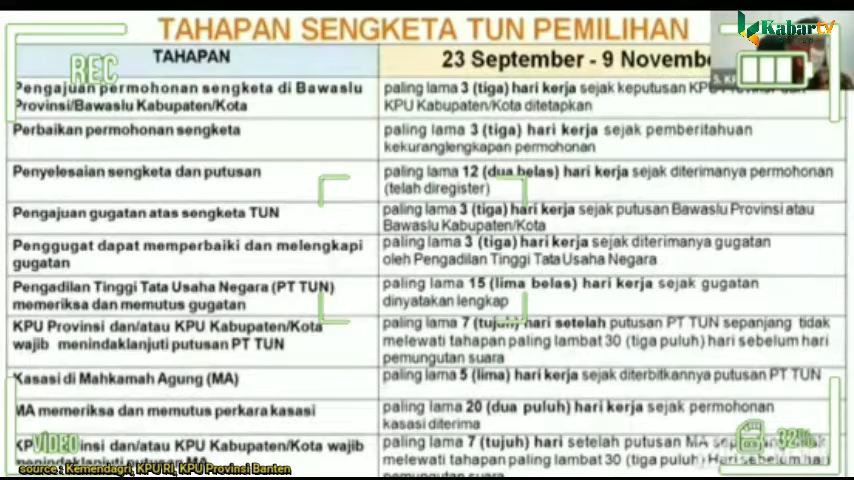 TAHAPAN SENGKETA TUN PEMILIHAN
Kabartv
REC
TAHAPAN
23 September - 9 Novembe
Pengajuan permohonan sengketa di Bawaslu
Provinsi/Bawaslu Kabupaten/Kota
paling lama 3 (tiga) hari kerja sejak keputusan KPU
KPU Kabupaten/Kota ditetapkan
Perbaikan permohonan sengketa
paling lama 3 (tiga) hari kerja sejak pemberitahuan
kekuranglengkapan permohonan
Penyelesaian sengketa dan putusan
paling lama 12 (dua belas) hari kerja sejak diterimanya permohonan
(telah diregister)
Pengajuan gugatan atas sengketa TUN
paling lama 3 (tiga) hari kerja sejak putusan Bawaslu Provinsi atau
Bawaslu Kabupaten/Kota
Penggugat dapat memperbaiki dan melengkapi
gugatan
paling lama 3 (tiga) hari kerja sejak diterimanya gugatan
oleh Pengadilan Tinggi Tata Usaha Negara
Pengadilan Tinggi Tata Usaha Negara (PT TUN)
memeriksa dan memutus gugatan
paling lama 15 (lima belas) hari kerja sejak gugatan
dinyatakan lengkap
KPU Provinsi dan/atau KPU Kabupaten/Kota
wajib menindaklanjuti putusan PT TUN
paling lama 7 (tujuh) hari setelah putusan PT TUN sepanjang tidak
melewati tahapan paling lambat 30 (tiga puluh) hari sebelum hari
pemungutan suara
Kasasi di Mahkamah Agung (MA)
paling lama 5 (lima) hari kerja sejak diterbitkannya putusan PT TUN
MA memeriksa dan memutus perkara kasasi
paling lama 20 (dua puluh) hari kerja sejak permohonan
kasasi diterima
KPU insi dan/atau KPU Kabupaten/Kota wajib
menindaklanjuti putusan MA
paling lama 7 (tujuh) hari setelah putusan MA
melewati tahapan paling lambat 30 (tiga puluh) Hari sebelum hari
pemungutan suara
VIDEO
32%
source : Kemendagri, KPU RI, KPU Provinsi Banten